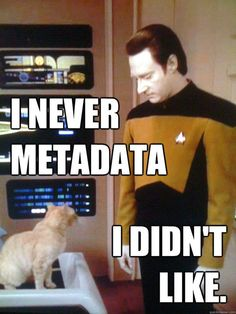 I NEVER
METADATA
I DIDN'T
LIKE.